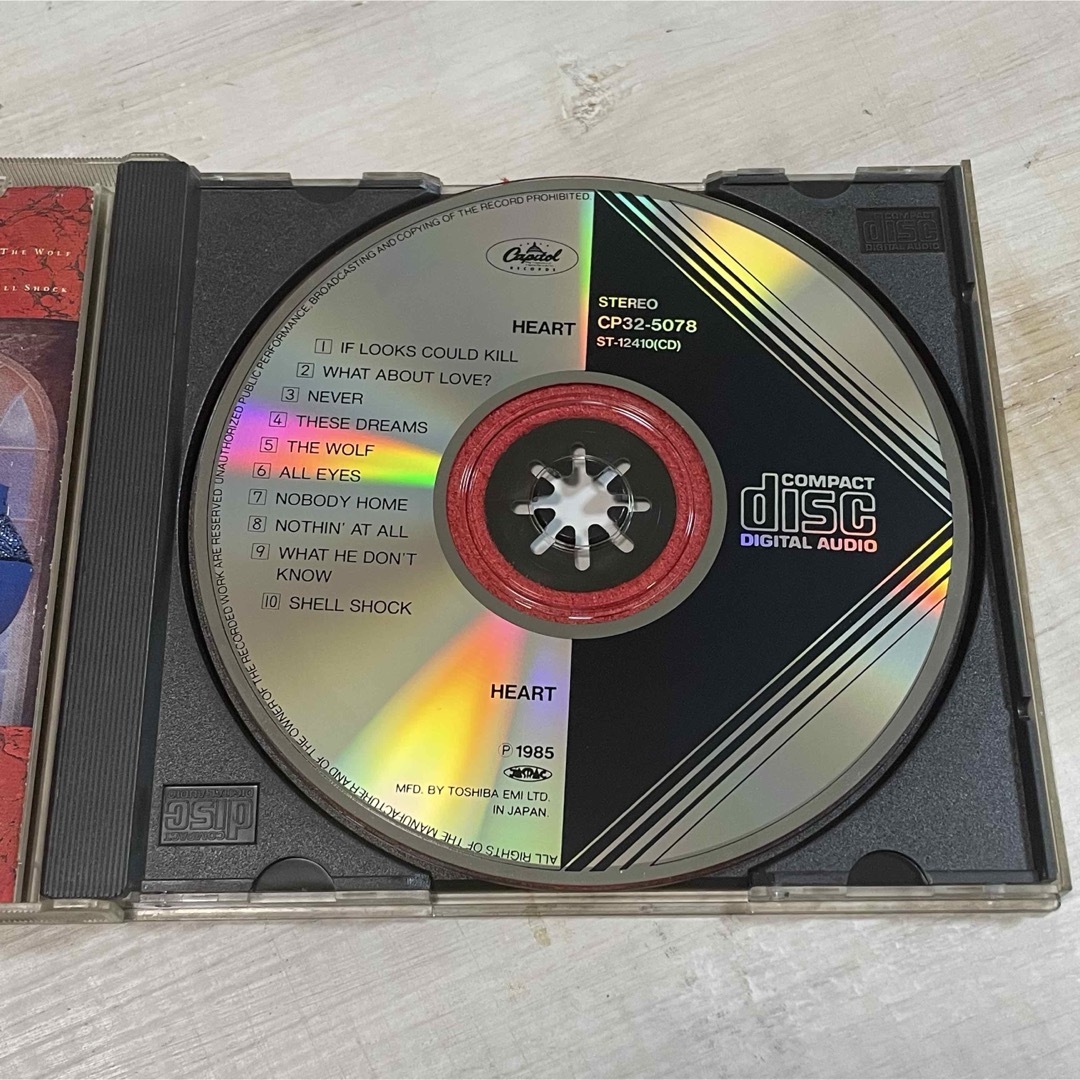 THE WOLF
LL SHOCK
ALL RIGHTS OF THE MANUFACTURER AND OF THE OWNER OF THE RECORDED WORK ARE RESERVED UNAUTHORIZED PUBLIC PERFORMANCE, BROADCASTING AND COPYING OF THE RECORD PROHIBITED.
Capitol
RECORDS
HEART
1 IF LOOKS COULD KILL
2 WHAT ABOUT LOVE?
3 NEVER
4 THESE DREAMS
5 THE WOLF
6 ALL EYES
7 NOBODY HOME
8 NOTHIN' AT ALL
9 WHAT HE DON'T
KNOW
10 SHELL SHOCK
HEART
Ⓟ 1985
MFD. BY TOSHIBA EMI LTD.
IN JAPAN.
STEREO
CP32-5078
ST-12410(CD)
COMPACT
disc
DIGITAL AUDIO
disc
DIGITAL AUDIO
disc